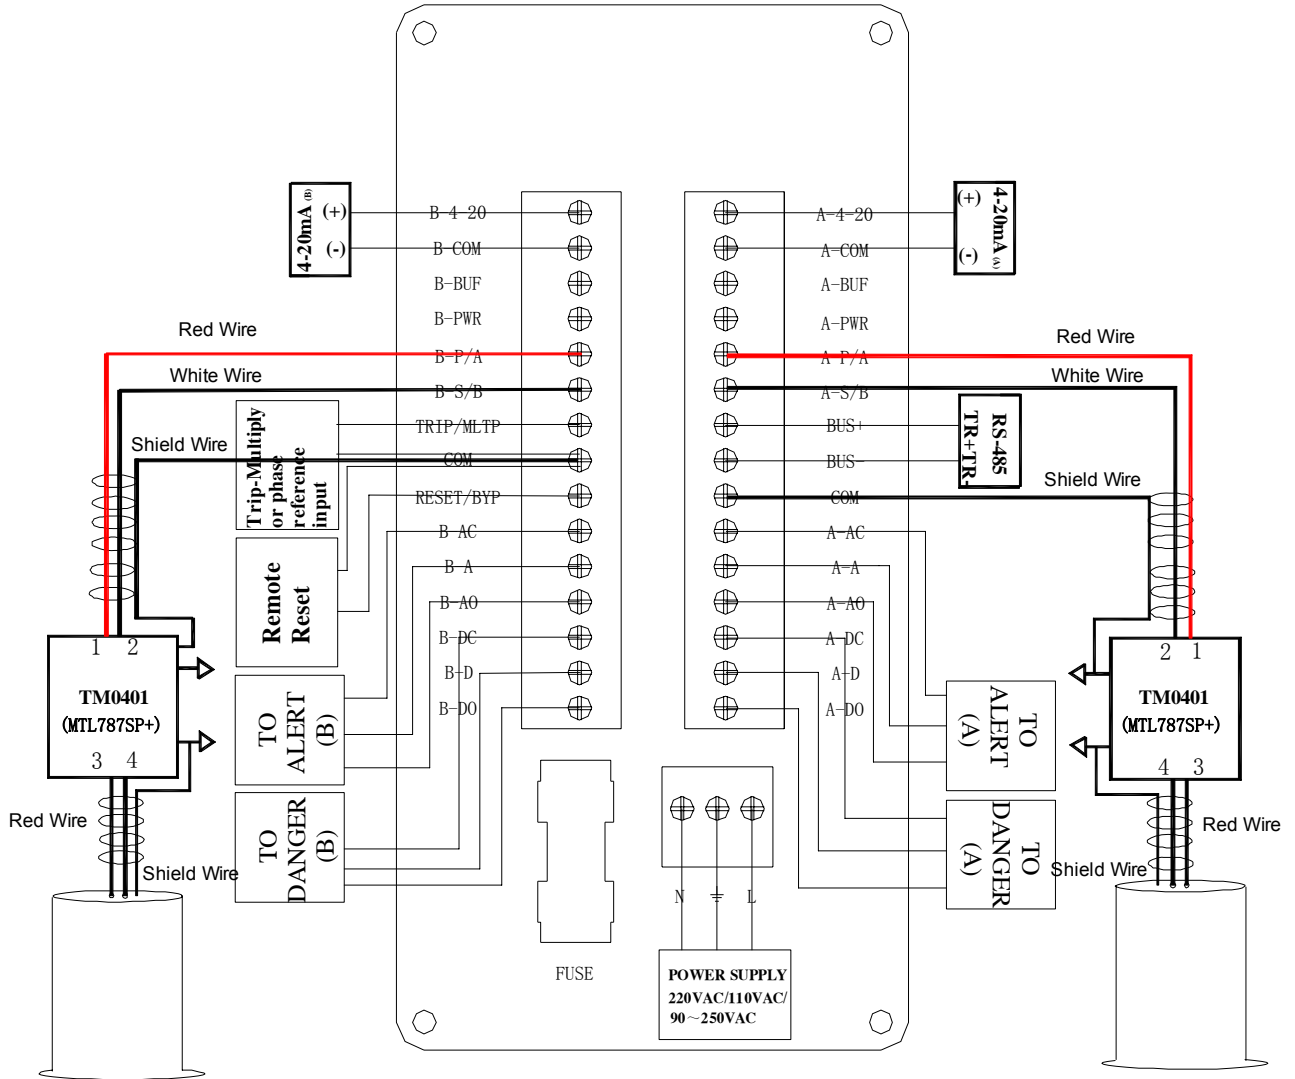 4-20mA (B)
(+)
(-)
B-4-20
B-COM
B-BUF
B-PWR
B-P/A
B-S/B
TRIP/MLTP
COM
RESET/BYP
B-AC
B-A
B-AO
B-DC
B-D
B-DO
A-4-20
A-COM
A-BUF
A-PWR
A-P/A
A-S/B
BUS+
BUS-
COM
A-AC
A-A
A-AO
A-DC
A-D
A-DO
(+)
(-)
4-20mA (A)
Red Wire
White Wire
Shield Wire
Trip-Multiply
or phase
reference
input
Remote
Reset
1 2
TM0401
(MTL787SP+)
3 4
TO
ALERT
(B)
TO
DANGER
(B)
Red Wire
Shield Wire
Red Wire
White Wire
RS-485
TR+TR-
Shield Wire
2 1
TM0401
(MTL787SP+)
4 3
TO
ALERT
(A)
TO
DANGER
(A)
Red Wire
Shield Wire
FUSE
N L
POWER SUPPLY
220VAC/110VAC/
90～250VAC